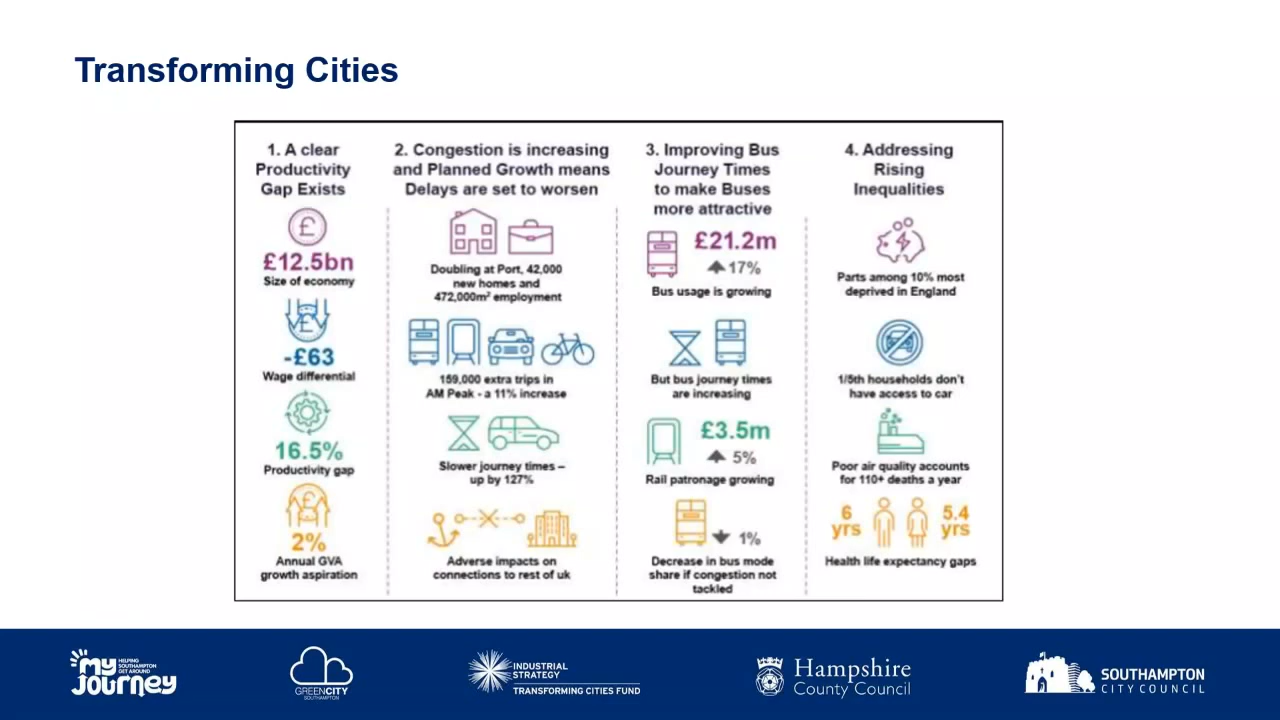 Transforming Cities
1. A clear
Productivity
Gap Exists
£12.5bn
Size of economy
-£63
Wage differential
16.5%
Productivity gap
2%
Annual GVA
growth aspiration
2. Congestion is increasing
and Planned Growth means
Delays are set to worsen
Doubling at Port, 42,000
new homes and
472,000m² employment
159,000 extra trips in
AM Peak - a 11% increase
Slower journey times –
up by 127%
Adverse impacts on
connections to rest of uk
3. Improving Bus
Journey Times
to make Buses
more attractive
£21.2m
17%
Bus usage is growing
But bus journey times
are increasing
£3.5m
5%
Rail patronage growing
1%
Decrease in bus mode
share if congestion not
tackled
4. Addressing
Rising
Inequalities
Parts among 10% most
deprived in England
1/5th households don't
have access to car
Poor air quality accounts
for 110+ deaths a year
6
yrs
5.4
yrs
Health life expectancy gaps
my
JOURNEY
HELPING
SOUTHAMPTON
GET AROUND
GREENCITY
SOUTHAMPTON
INDUSTRIAL
STRATEGY
TRANSFORMING CITIES FUND
Hampshire
County Council
SOUTHAMPTON
CITY COUNCIL